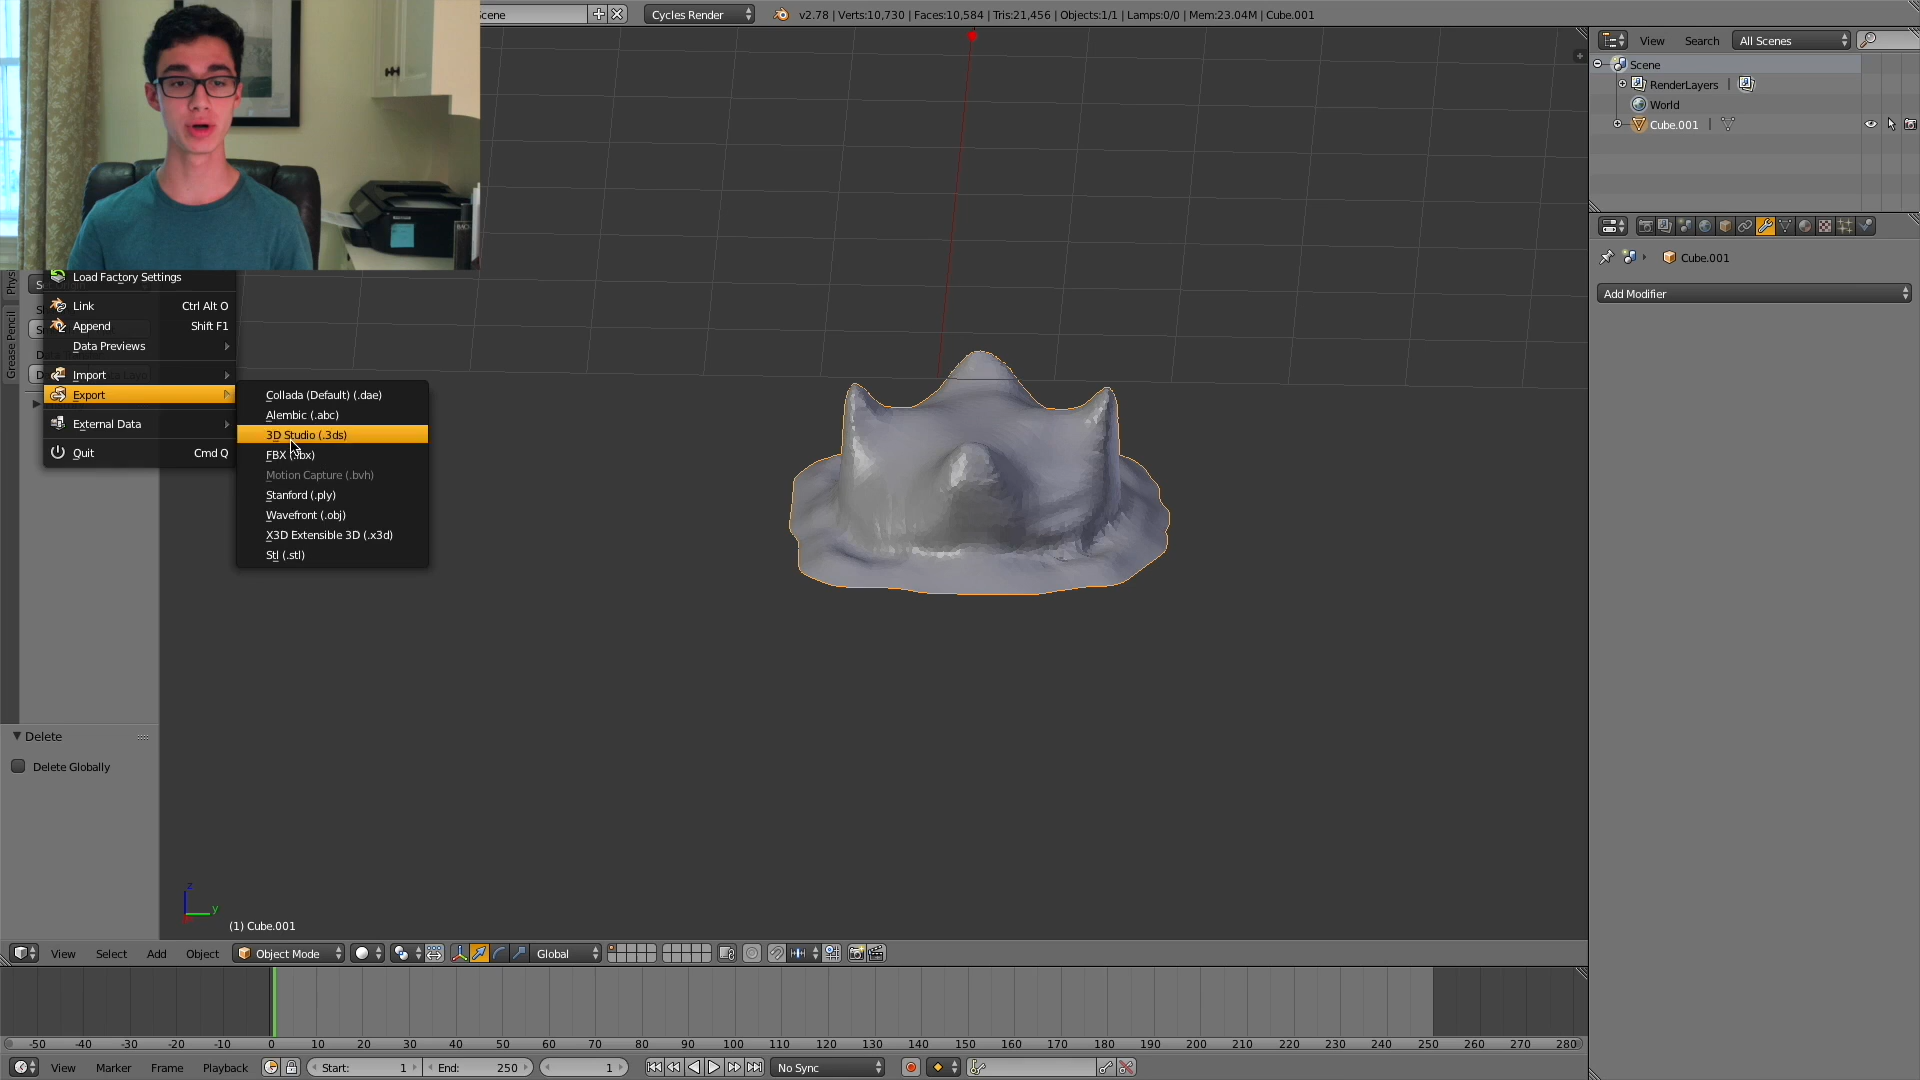 Scene
Cycles Render
v2.78 | Verts:10,730 | Faces:10,584 | Tris:21,456 | Objects:1/1 | Lamps:0/0 | Mem:23.04M | Cube.001
View
Search
All Scenes
Scene
RenderLayers |
World
Cube.001 |
Cube.001
Add Modifier
Phys
Grease Pencil
Load Factory Settings
Link Ctrl Alt O
Append Shift F1
Data Previews
Import
Export
External Data
Quit Cmd Q
Collada (Default) (.dae)
Alembic (.abc)
3D Studio (.3ds)
FBX (.fbx)
Motion Capture (.bvh)
Stanford (.ply)
Wavefront (.obj)
X3D Extensible 3D (.x3d)
Stl (.stl)
Delete
Delete Globally
z
y
(1) Cube.001
View
Select
Add
Object
Object Mode
Global
-50 -40 -30 -20 -10 0 10 20 30 40 50 60 70 80 90 100 110 120 130 140 150 160 170 180 190 200 210 220 230 240 250 260 270 280
View
Marker
Frame
Playback
Start: 1
End: 250
1
No Sync